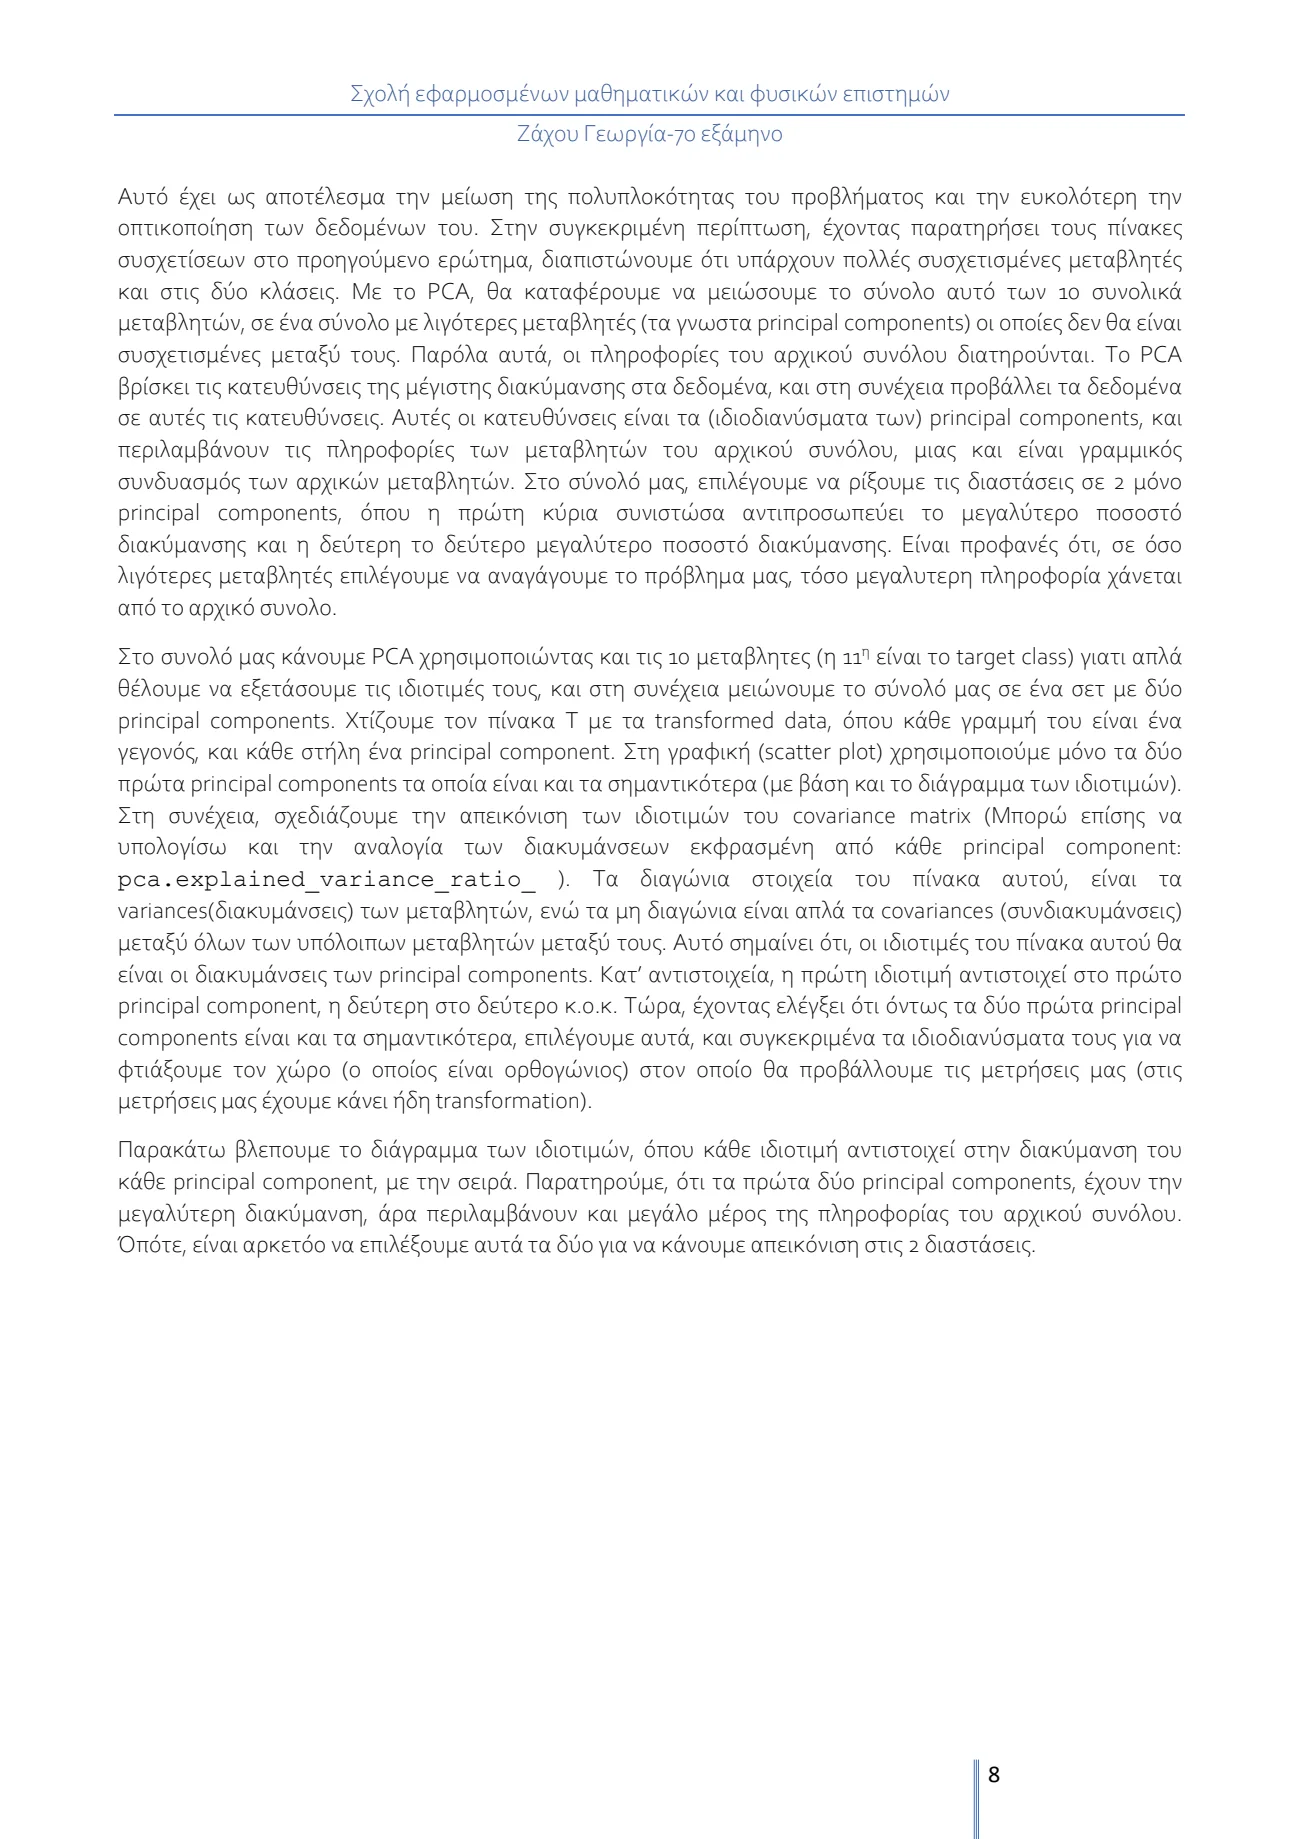 Σχολή εφαρμοσμένων μαθηματικών και φυσικών επιστημών
Ζάχου Γεωργία-7ο εξάμηνο
Αυτό έχει ως αποτέλεσμα την μείωση της πολυπλοκότητας του προβλήματος και την ευκολότερη την
οπτικοποίηση των δεδομένων του. Στην συγκεκριμένη περίπτωση, έχοντας παρατηρήσει τους πίνακες
συσχετίσεων στο προηγούμενο ερώτημα, διαπιστώνουμε ότι υπάρχουν πολλές συσχετισμένες μεταβλητές
και στις δύο κλάσεις. Με το PCA, θα καταφέρουμε να μειώσουμε το σύνολο αυτό των 10 συνολικά
μεταβλητών, σε ένα σύνολο με λιγότερες μεταβλητές (τα γνωστα principal components) οι οποίες δεν θα είναι
συσχετισμένες μεταξύ τους. Παρόλα αυτά, οι πληροφορίες του αρχικού συνόλου διατηρούνται. Το PCA
βρίσκει τις κατευθύνσεις της μέγιστης διακύμανσης στα δεδομένα, και στη συνέχεια προβάλλει τα δεδομένα
σε αυτές τις κατευθύνσεις. Αυτές οι κατευθύνσεις είναι τα (ιδιοδιανύσματα των) principal components, και
περιλαμβάνουν τις πληροφορίες των μεταβλητών του αρχικού συνόλου, μιας και είναι γραμμικός
συνδυασμός των αρχικών μεταβλητών. Στο σύνολό μας, επιλέγουμε να ρίξουμε τις διαστάσεις σε 2 μόνο
principal components, όπου η πρώτη κύρια συνιστώσα αντιπροσωπεύει το μεγαλύτερο ποσοστό
διακύμανσης και η δεύτερη το δεύτερο μεγαλύτερο ποσοστό διακύμανσης. Είναι προφανές ότι, σε όσο
λιγότερες μεταβλητές επιλέγουμε να αναγάγουμε το πρόβλημα μας, τόσο μεγαλυτερη πληροφορία χάνεται
από το αρχικό συνολο.
Στο συνολό μας κάνουμε PCA χρησιμοποιώντας και τις 10 μεταβλητες (η 11η είναι το target class) γιατι απλά
θέλουμε να εξετάσουμε τις ιδιοτιμές τους, και στη συνέχεια μειώνουμε το σύνολό μας σε ένα σετ με δύο
principal components. Χτίζουμε τον πίνακα Τ με τα transformed data, όπου κάθε γραμμή του είναι ένα
γεγονός, και κάθε στήλη ένα principal component. Στη γραφική (scatter plot) χρησιμοποιούμε μόνο τα δύο
πρώτα principal components τα οποία είναι και τα σημαντικότερα (με βάση και το διάγραμμα των ιδιοτιμών).
Στη συνέχεια, σχεδιάζουμε την απεικόνιση των ιδιοτιμών του covariance matrix (Μπορώ επίσης να
υπολογίσω και την αναλογία των διακυμάνσεων εκφρασμένη από κάθε principal component:
pca.explained_variance_ratio_ ). Τα διαγώνια στοιχεία του πίνακα αυτού, είναι τα
variances(διακυμάνσεις) των μεταβλητών, ενώ τα μη διαγώνια είναι απλά τα covariances (συνδιακυμάνσεις)
μεταξύ όλων των υπόλοιπων μεταβλητών μεταξύ τους. Αυτό σημαίνει ότι, οι ιδιοτιμές του πίνακα αυτού θα
είναι οι διακυμάνσεις των principal components. Κατ’ αντιστοιχεία, η πρώτη ιδιοτιμή αντιστοιχεί στο πρώτο
principal component, η δεύτερη στο δεύτερο κ.ο.κ. Τώρα, έχοντας ελέγξει ότι όντως τα δύο πρώτα principal
components είναι και τα σημαντικότερα, επιλέγουμε αυτά, και συγκεκριμένα τα ιδιοδιανύσματα τους για να
φτιάξουμε τον χώρο (ο οποίος είναι ορθογώνιος) στον οποίο θα προβάλλουμε τις μετρήσεις μας (στις
μετρήσεις μας έχουμε κάνει ήδη transformation).
Παρακάτω βλεπουμε το διάγραμμα των ιδιοτιμών, όπου κάθε ιδιοτιμή αντιστοιχεί στην διακύμανση του
κάθε principal component, με την σειρά. Παρατηρούμε, ότι τα πρώτα δύο principal components, έχουν την
μεγαλύτερη διακύμανση, άρα περιλαμβάνουν και μεγάλο μέρος της πληροφορίας του αρχικού συνόλου.
Όπότε, είναι αρκετόο να επιλέξουμε αυτά τα δύο για να κάνουμε απεικόνιση στις 2 διαστάσεις.
8